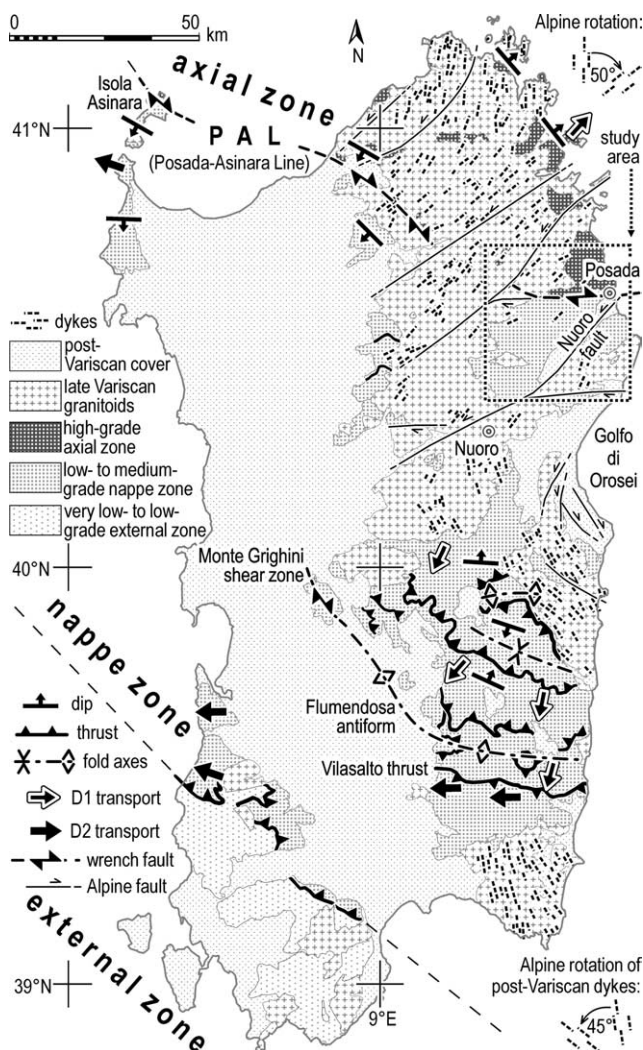 0
50
km
N
Alpine rotation:
50°
Isola
Asinara
axial zone
41°N
PAL
(Posada-Asinara Line)
study
area
Posada
Nuoro
fault
dykes
post-
Variscan cover
late Variscan
granitoids
high-grade
axial zone
low- to medium-
grade nappe zone
very low- to low-
grade external zone
Nuoro
Golfo
di
Orosei
Monte Grighini
shear zone
40°N
nappe zone
Flumendosa
antiform
Vilasalto thrust
dip
thrust
fold axes
D1 transport
D2 transport
wrench fault
Alpine fault
external zone
39°N
9°E
Alpine rotation of
post-Variscan dykes:
45°